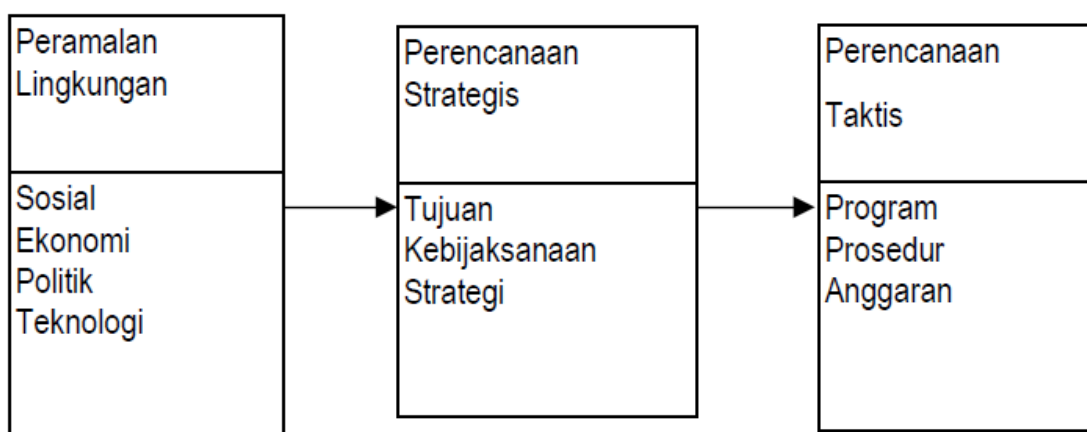 Peramalan
Lingkungan
Sosial
Ekonomi
Politik
Teknologi
Perencanaan
Strategis
Tujuan
Kebijaksanaan
Strategi
Perencanaan
Taktis
Program
Prosedur
Anggaran